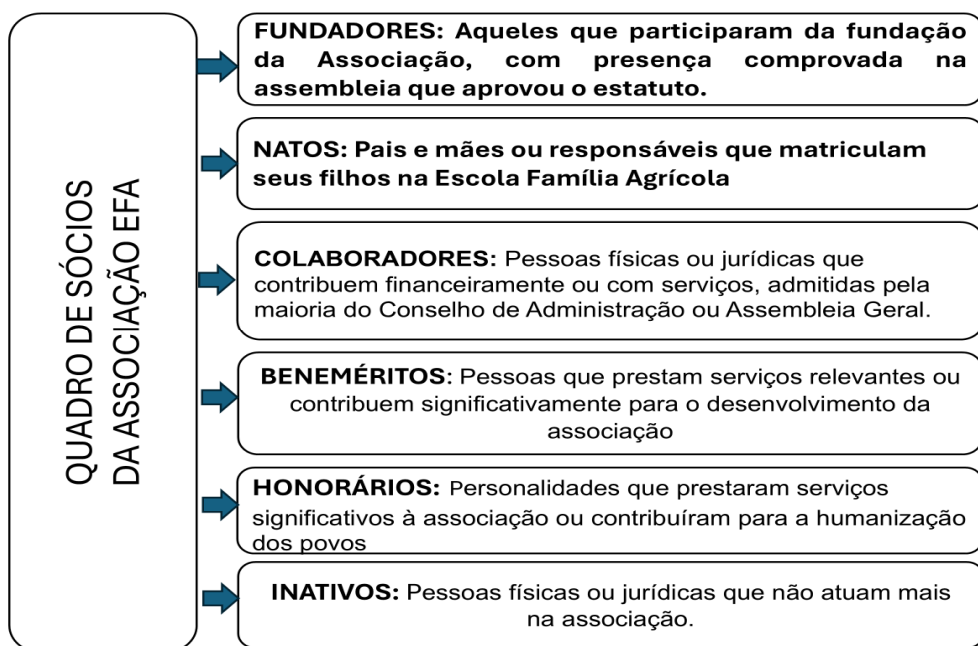 QUADRO DE SÓCIOS
DA ASSOCIAÇÃO EFA
FUNDADORES: Aqueles que participaram da fundação
da Associação, com presença comprovada na
assembleia que aprovou o estatuto.
NATOS: Pais e mães ou responsáveis que matriculam
seus filhos na Escola Família Agrícola
COLABORADORES: Pessoas físicas ou jurídicas que
contribuem financeiramente ou com serviços, admitidas pela
maioria do Conselho de Administração ou Assembleia Geral.
BENEMÉRITOS: Pessoas que prestam serviços relevantes ou
contribuem significativamente para o desenvolvimento da
associação
HONORÁRIOS: Personalidades que prestaram serviços
significativos à associação ou contribuíram para a humanização
dos povos
INATIVOS: Pessoas físicas ou jurídicas que não atuam mais
na associação.